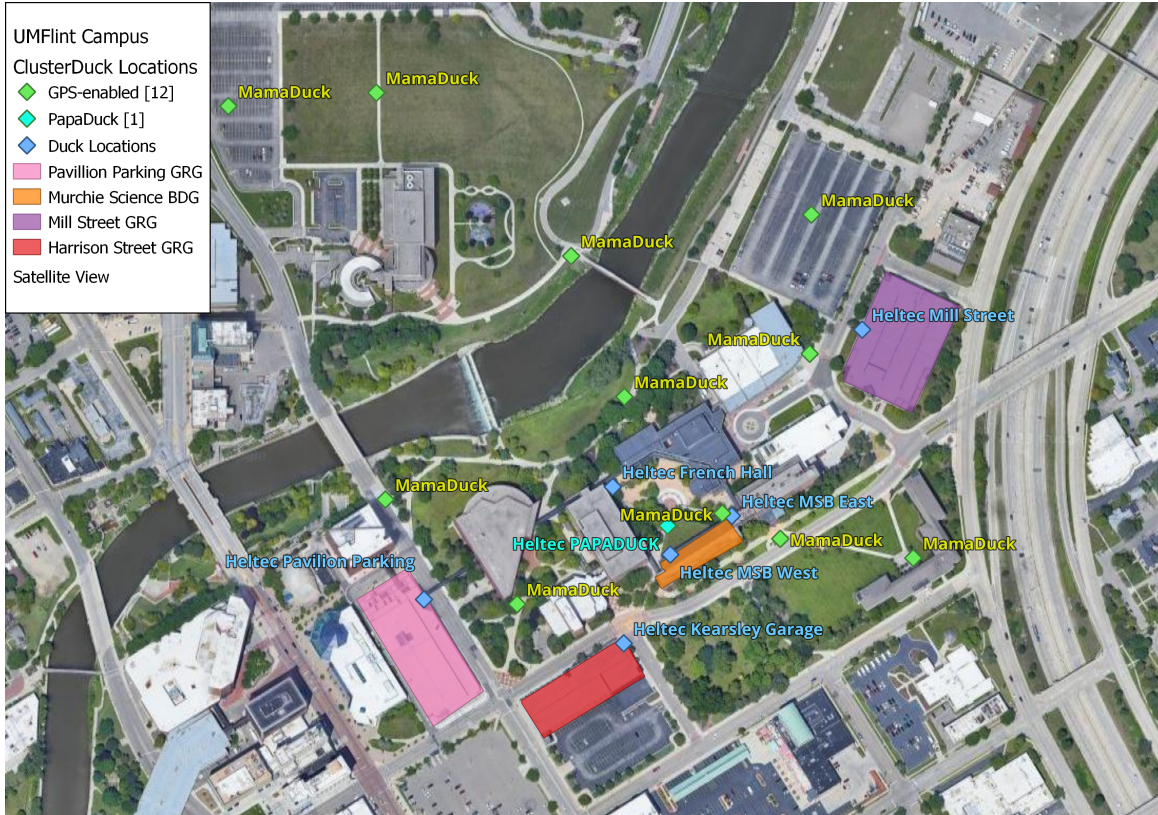 UMFlint Campus
ClusterDuck Locations
GPS-enabled [12]
PapaDuck [1]
Duck Locations
Pavillion Parking GRG
Murchie Science BDG
Mill Street GRG
Harrison Street GRG
Satellite View
MamaDuck
MamaDuck
MamaDuck
MamaDuck
Heltec Mill Street
MamaDuck
MamaDuck
Heltec French Hall
MamaDuck
Heltec MSB East
MamaDuck
Heltec PAPADUCK
MamaDuck
MamaDuck
Heltec Pavilion Parking
Heltec MSB West
MamaDuck
Heltec Kearsley Garage